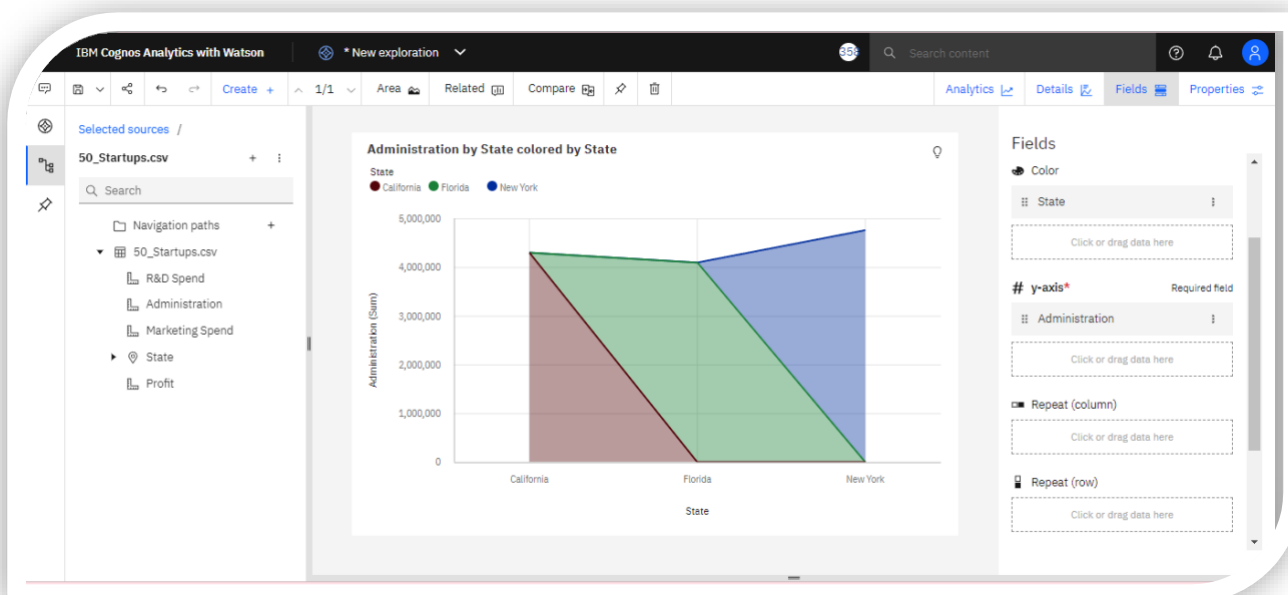 IBM Cognos Analytics with Watson
* New exploration
358
Search content
Create +
1/1
Area
Related
Compare
Analytics
Details
Fields
Properties
Selected sources /
50_Startups.csv
Search
Navigation paths
50_Startups.csv
R&D Spend
Administration
Marketing Spend
State
Profit
Administration by State colored by State
State
California Florida New York
5,000,000
4,000,000
3,000,000
2,000,000
1,000,000
0
Administration (Sum)
California Florida New York
State
Fields
Color
State
Click or drag data here
# y-axis* Required field
Administration
Click or drag data here
Repeat (column)
Click or drag data here
Repeat (row)
Click or drag data here